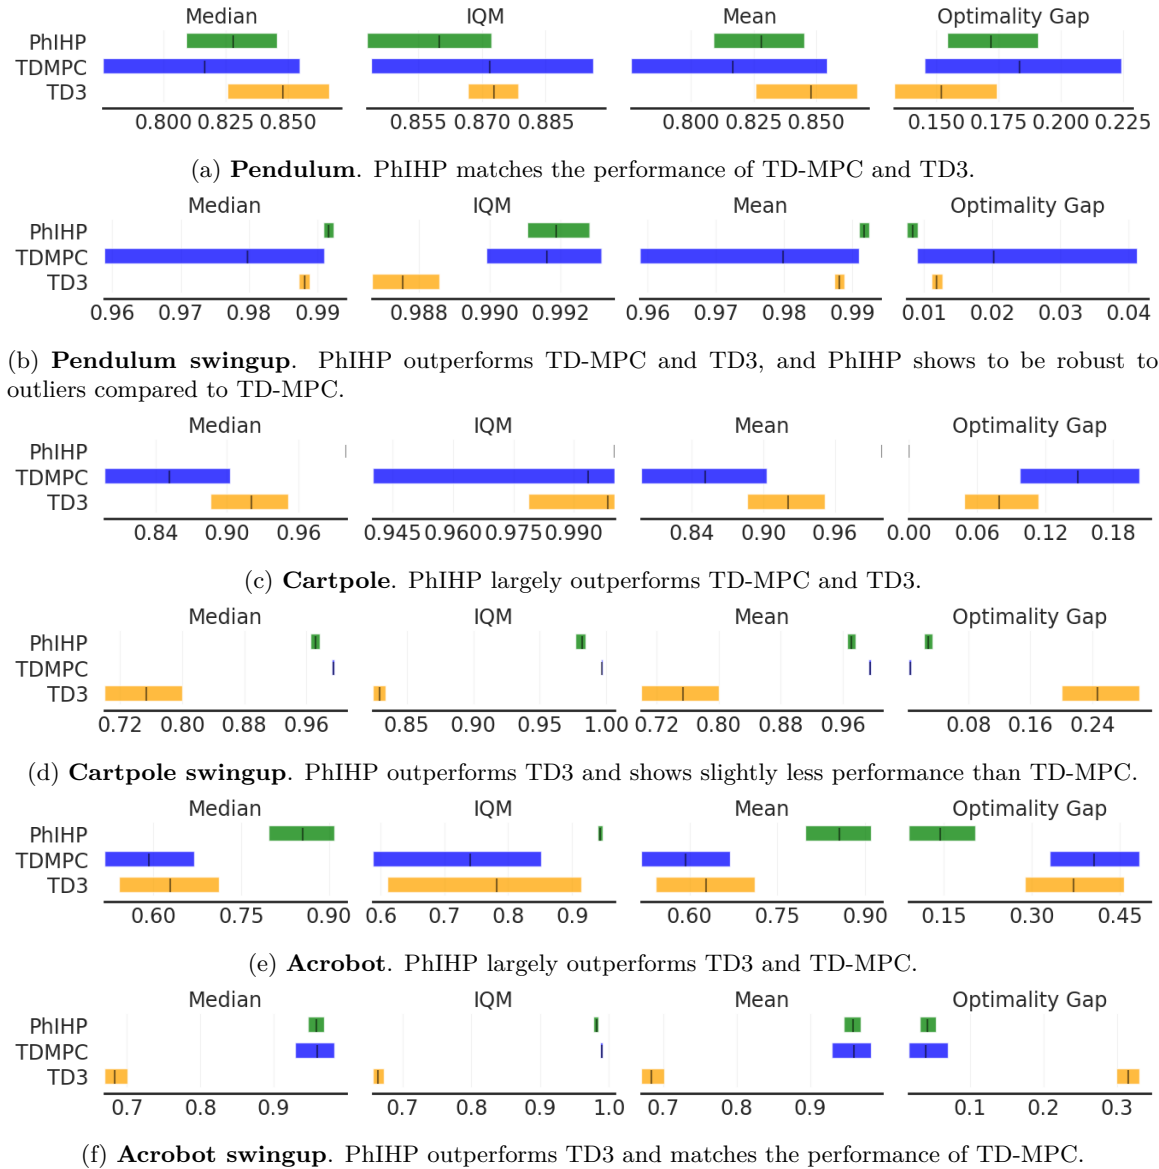 Median IQM Mean Optimality Gap
PhIHP
TDMPC
TD3
0.800 0.825 0.850 0.855 0.870 0.885 0.800 0.825 0.850 0.150 0.175 0.200 0.225
(a) Pendulum. PhIHP matches the performance of TD-MPC and TD3.
Median IQM Mean Optimality Gap
PhIHP
TDMPC
TD3
0.96 0.97 0.98 0.99 0.988 0.990 0.992 0.96 0.97 0.98 0.99 0.01 0.02 0.03 0.04
(b) Pendulum swingup. PhIHP outperforms TD-MPC and TD3, and PhIHP shows to be robust to
outliers compared to TD-MPC.
Median IQM Mean Optimality Gap
PhIHP
TDMPC
TD3
0.84 0.90 0.96 0.945 0.960 0.975 0.990 0.84 0.90 0.96 0.00 0.06 0.12 0.18
(c) Cartpole. PhIHP largely outperforms TD-MPC and TD3.
Median IQM Mean Optimality Gap
PhIHP
TDMPC
TD3
0.72 0.80 0.88 0.96 0.85 0.90 0.95 1.00 0.72 0.80 0.88 0.96 0.08 0.16 0.24
(d) Cartpole swingup. PhIHP outperforms TD3 and shows slightly less performance than TD-MPC.
Median IQM Mean Optimality Gap
PhIHP
TDMPC
TD3
0.60 0.75 0.90 0.6 0.7 0.8 0.9 0.60 0.75 0.90 0.15 0.30 0.45
(e) Acrobot. PhIHP largely outperforms TD3 and TD-MPC.
Median IQM Mean Optimality Gap
PhIHP
TDMPC
TD3
0.7 0.8 0.9 0.7 0.8 0.9 1.0 0.7 0.8 0.9 0.1 0.2 0.3
(f) Acrobot swingup. PhIHP outperforms TD3 and matches the performance of TD-MPC.